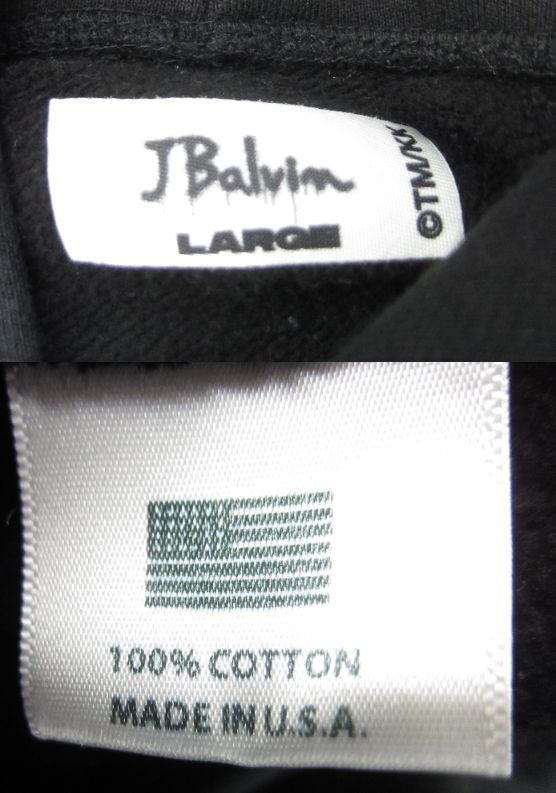 J Balvin
LARGE
©TM/KK
100% COTTON
MADE IN U.S.A.